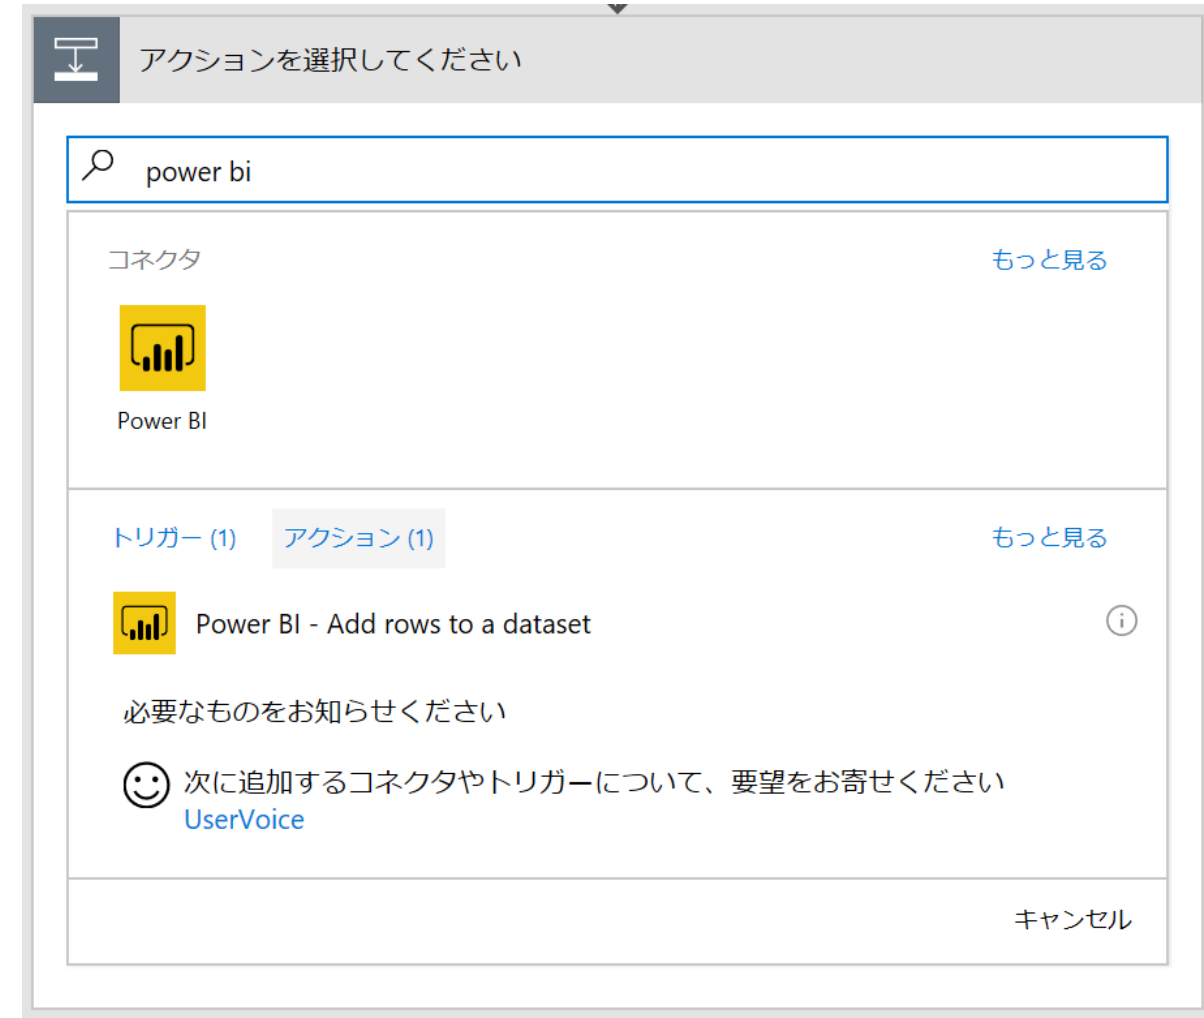 アクションを選択してください
power bi
コネクタ
もっと見る
Power BI
トリガー (1)
アクション (1)
もっと見る
Power BI - Add rows to a dataset
必要なものをお知らせください
次に追加するコネクタやトリガーについて、要望をお寄せください
UserVoice
キャンセル